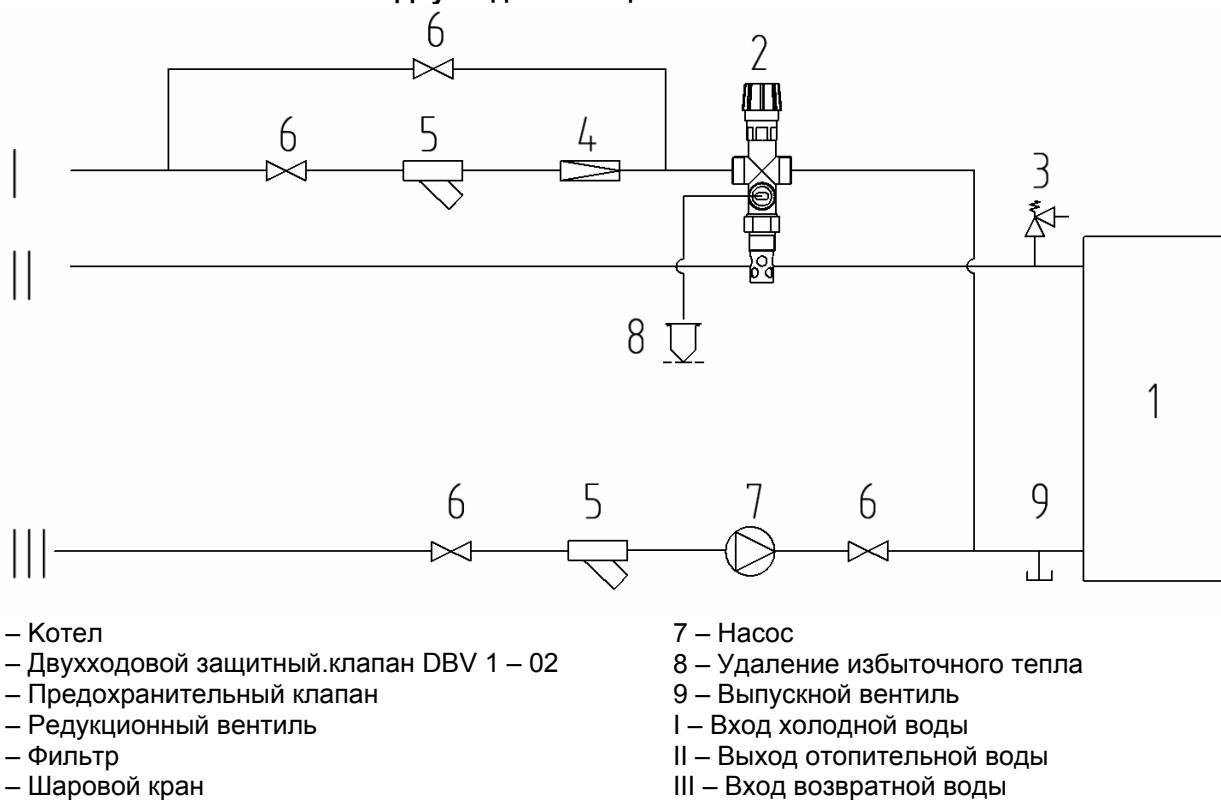 6
2
6
5
4
I
3
II
8
1
6
5
7
6
9
III
– Котел
– Двухходовой защитный.клапан DBV 1 – 02
– Предохранительный клапан
– Редукционный вентиль
– Фильтр
– Шаровой кран
7 – Насос
8 – Удаление избыточного тепла
9 – Выпускной вентиль
I – Вход холодной воды
II – Выход отопительной воды
III – Вход возвратной воды